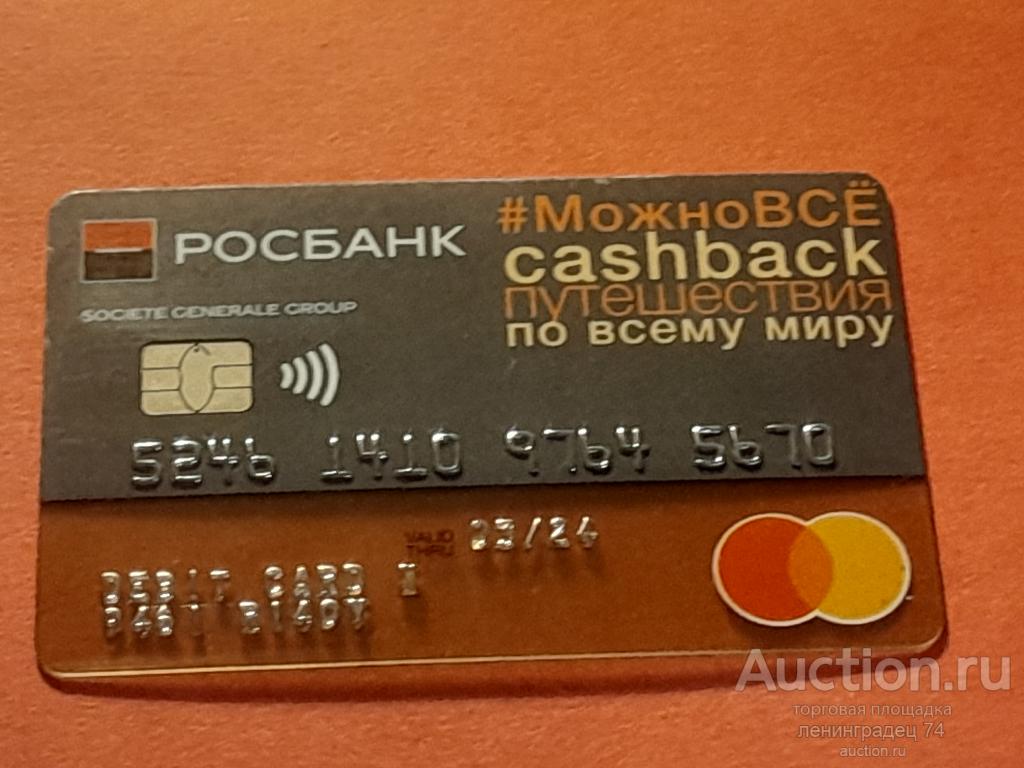 РОСБАНК
SOCIETE GENERALE GROUP
#МожноВСЁ
cashback
путешествия
по всему миру
5246 1410 9764 5670
VALID
THRU
03/24
DEBIT CARD I
Auction.ru
торговая площадка
ленинградец 74
auction.ru